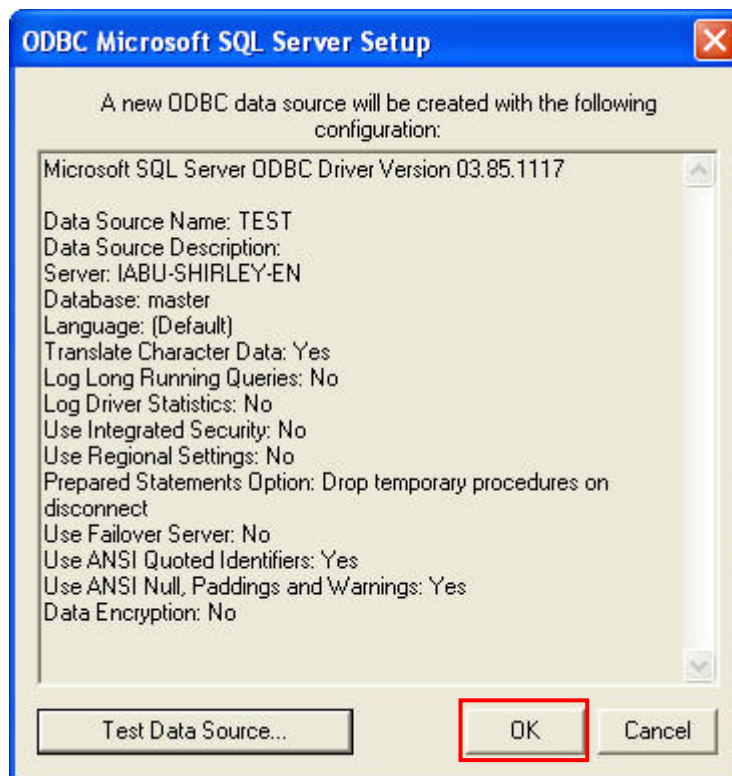 ODBC Microsoft SQL Server Setup
A new ODBC data source will be created with the following
configuration:
Microsoft SQL Server ODBC Driver Version 03.85.1117
Data Source Name: TEST
Data Source Description:
Server: IABU-SHIRLEY-EN
Database: master
Language: (Default)
Translate Character Data: Yes
Log Long Running Queries: No
Log Driver Statistics: No
Use Integrated Security: No
Use Regional Settings: No
Prepared Statements Option: Drop temporary procedures on
disconnect
Use Failover Server: No
Use ANSI Quoted Identifiers: Yes
Use ANSI Null, Paddings and Warnings: Yes
Data Encryption: No
Test Data Source... OK Cancel